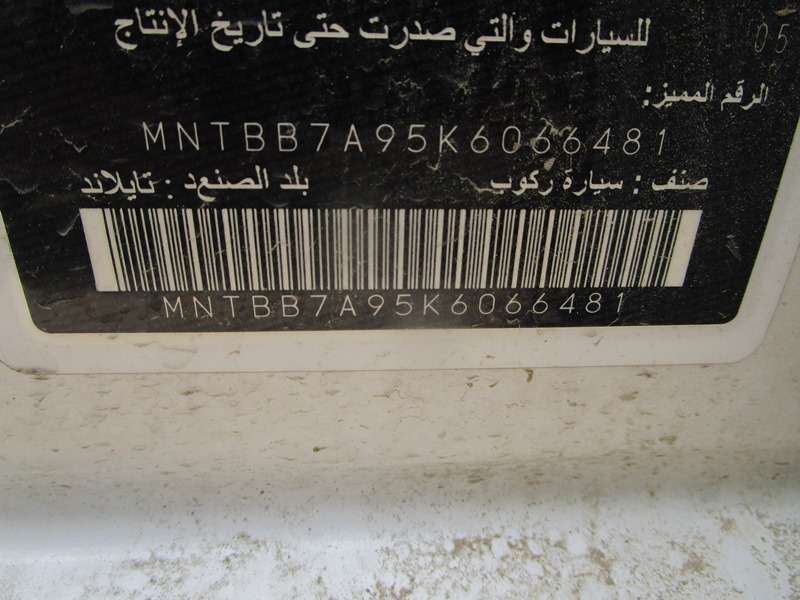 للسيارات والتي صدرت حتى تاريخ الإنتاج 05
الرقم المميز:
MNTBB7A95K6066481
صنف : سيارة ركوب بلد الصنع : تايلاند
MNTBB7A95K6066481